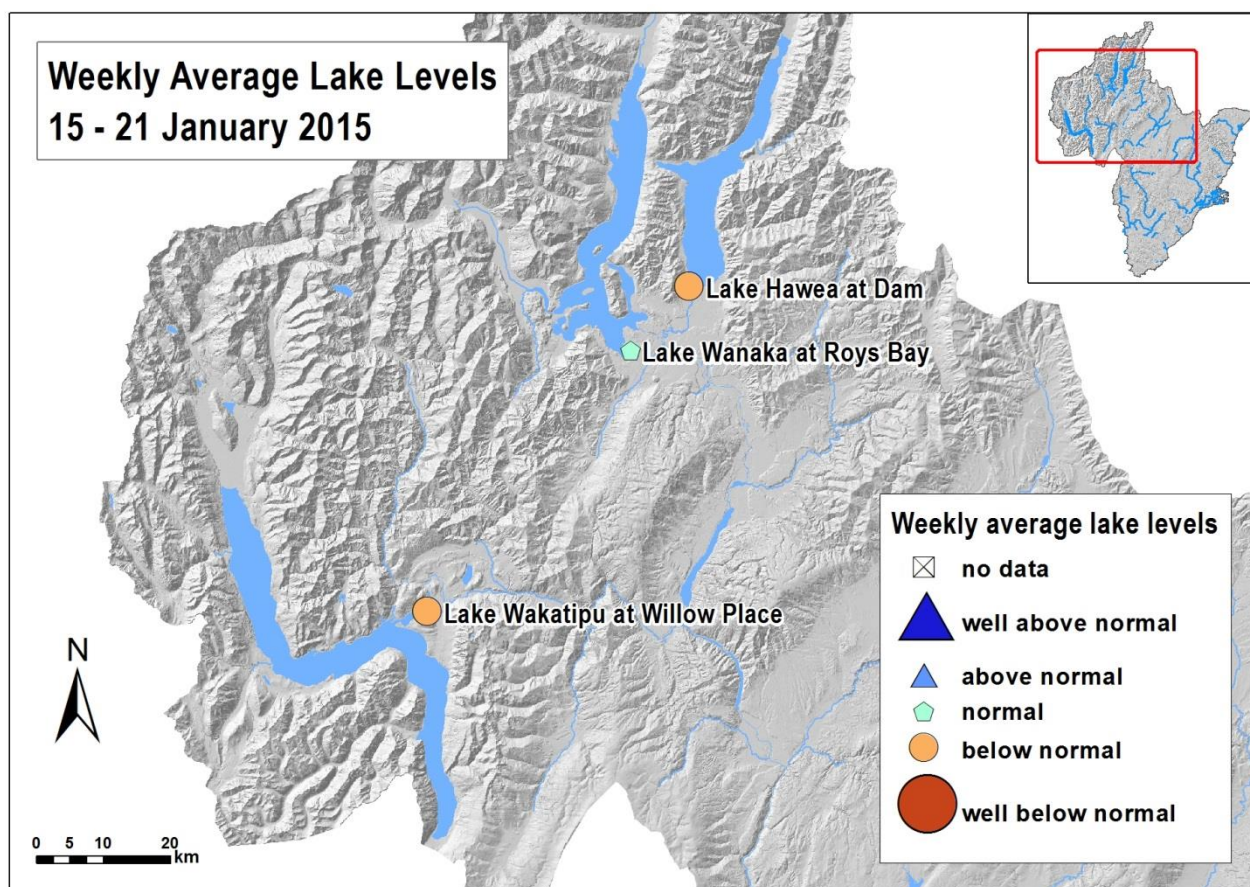 Weekly Average Lake Levels
15 - 21 January 2015
Lake Hawea at Dam
Lake Wanaka at Roys Bay
Lake Wakatipu at Willow Place
Weekly average lake levels
no data
well above normal
above normal
normal
below normal
well below normal
N
0 5 10 20
km